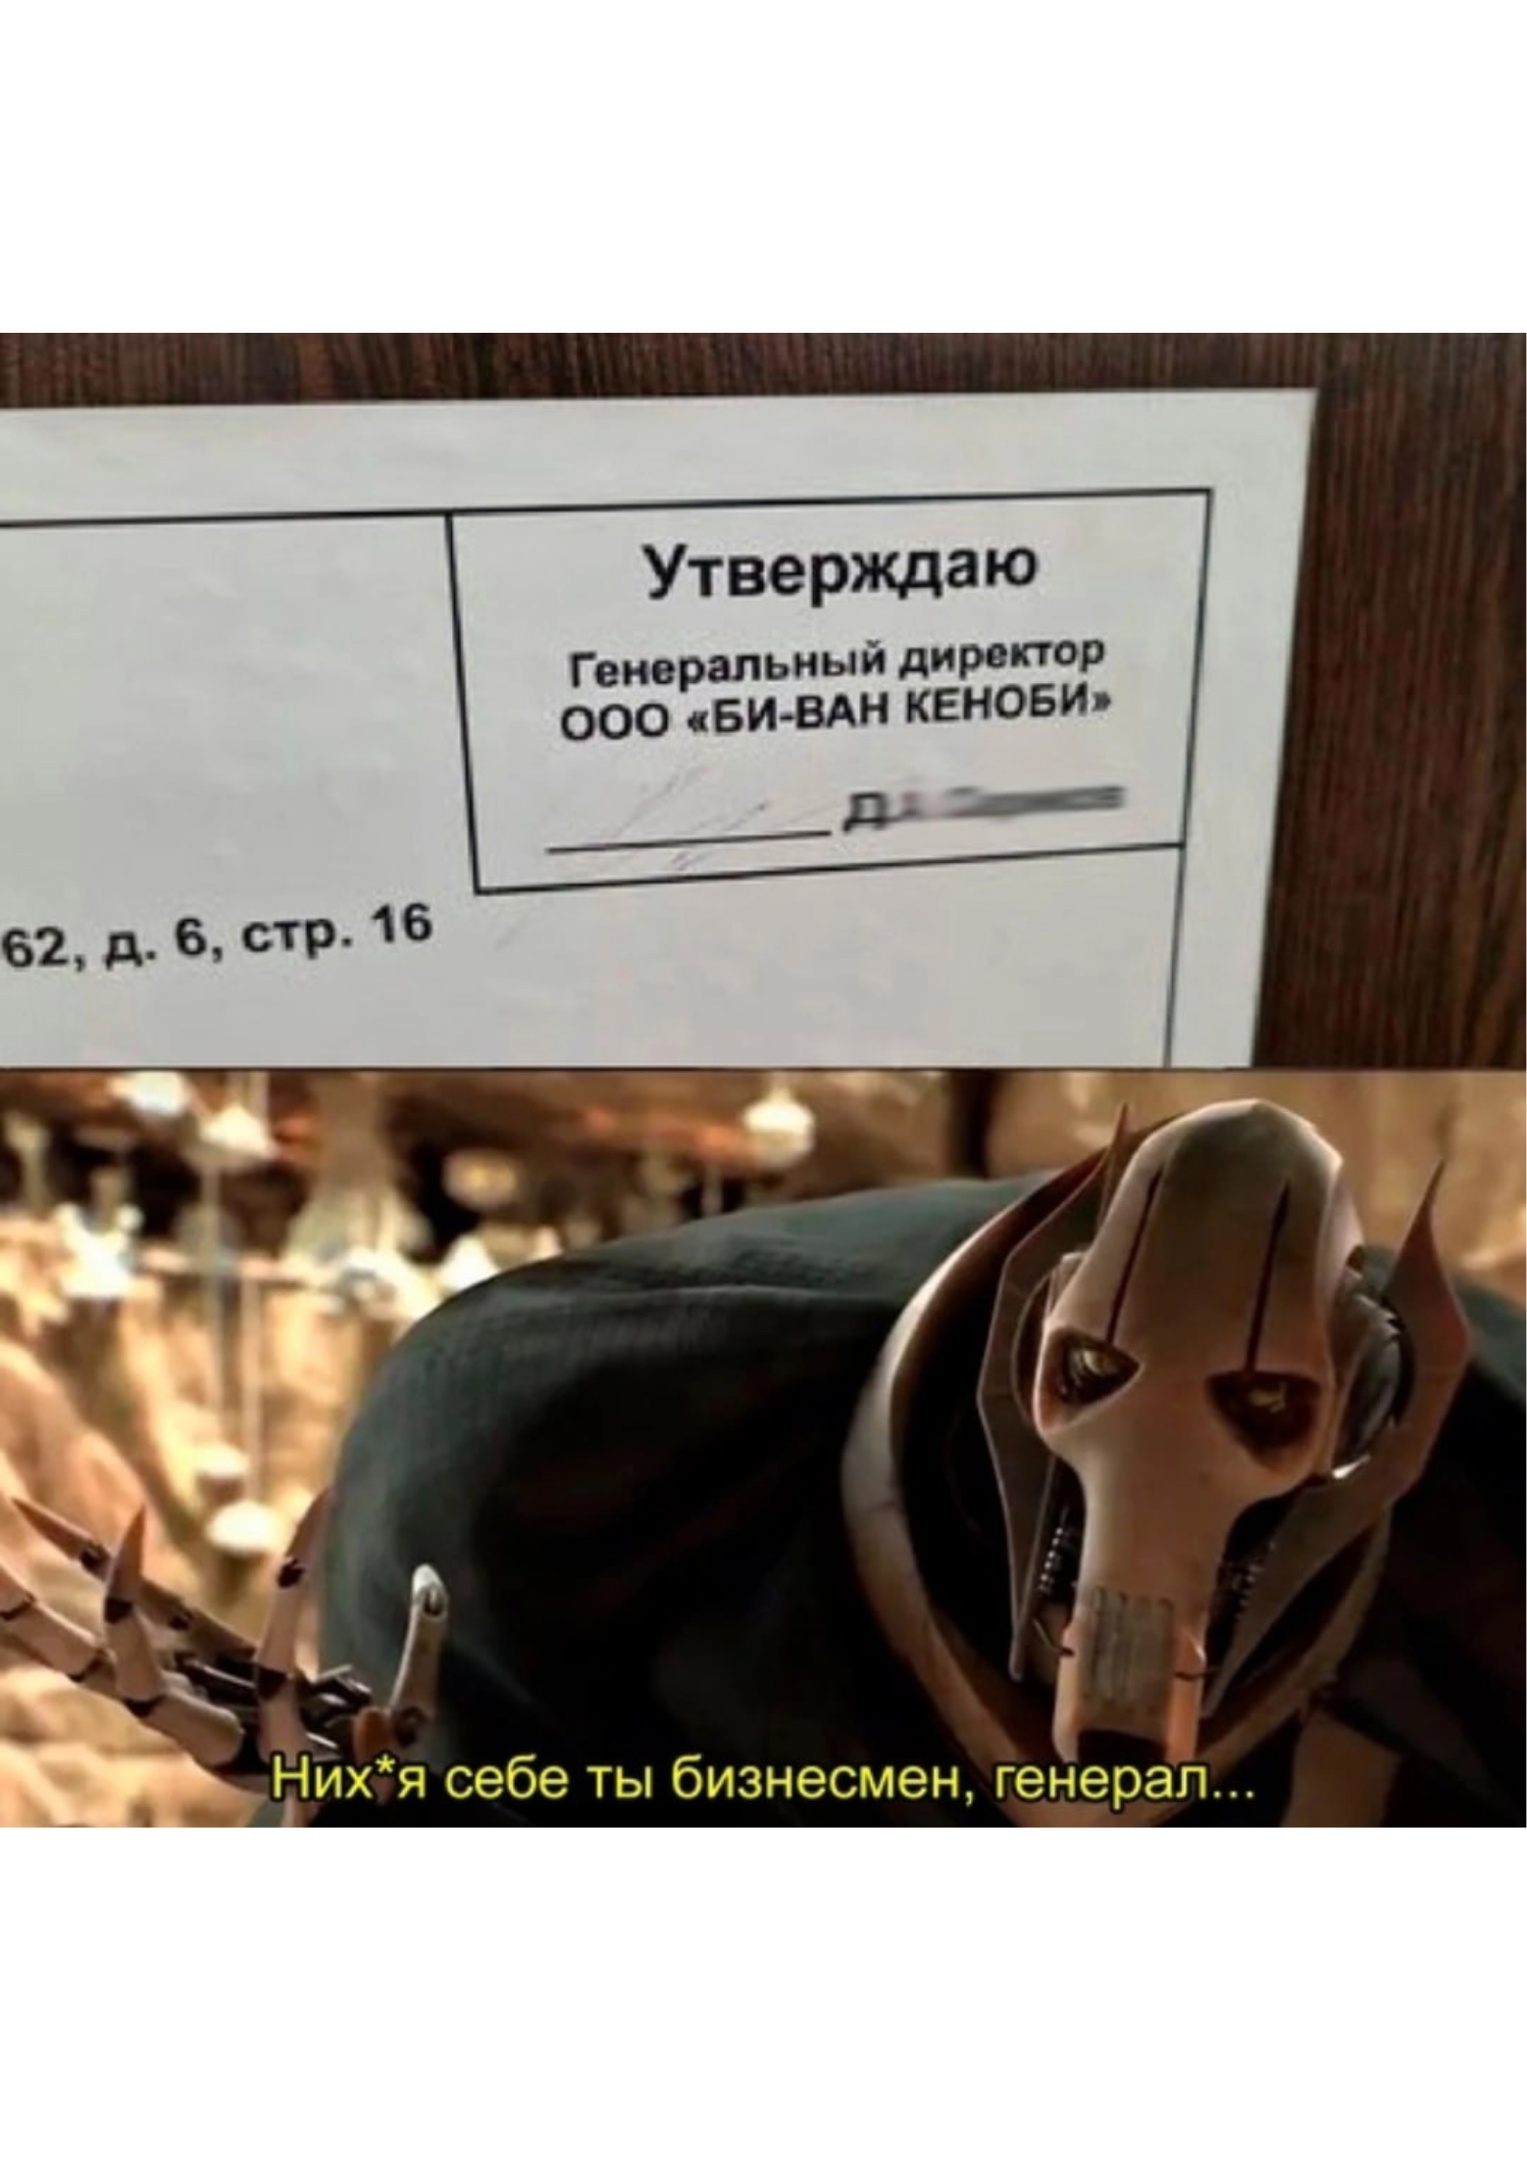 Утверждаю
Генеральный директор
ООО «БИ-ВАН КЕНОБИ»
Д
62, д. 6, стр. 16
Них*я себе ты бизнесмен, генерал...